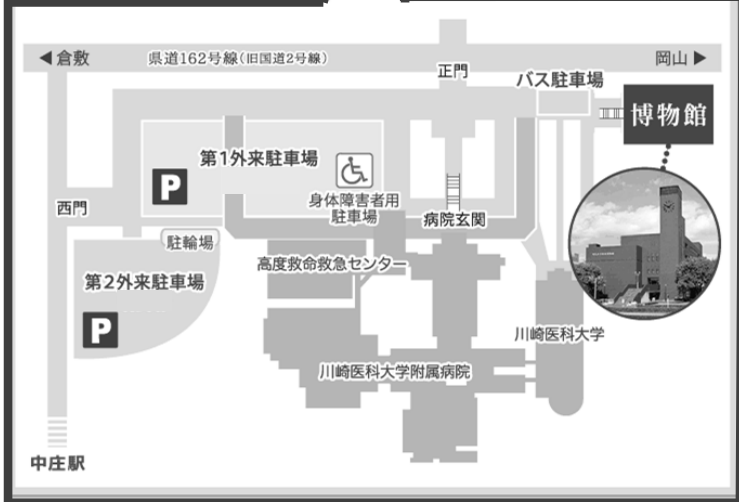 ◀倉敷
県道162号線(旧国道2号線)
岡山▶
正門
バス駐車場
博物館
第1外来駐車場
P
身体障害者用
駐車場
西門
病院玄関
駐輪場
高度救命救急センター
第2外来駐車場
P
川崎医科大学
川崎医科大学附属病院
中庄駅